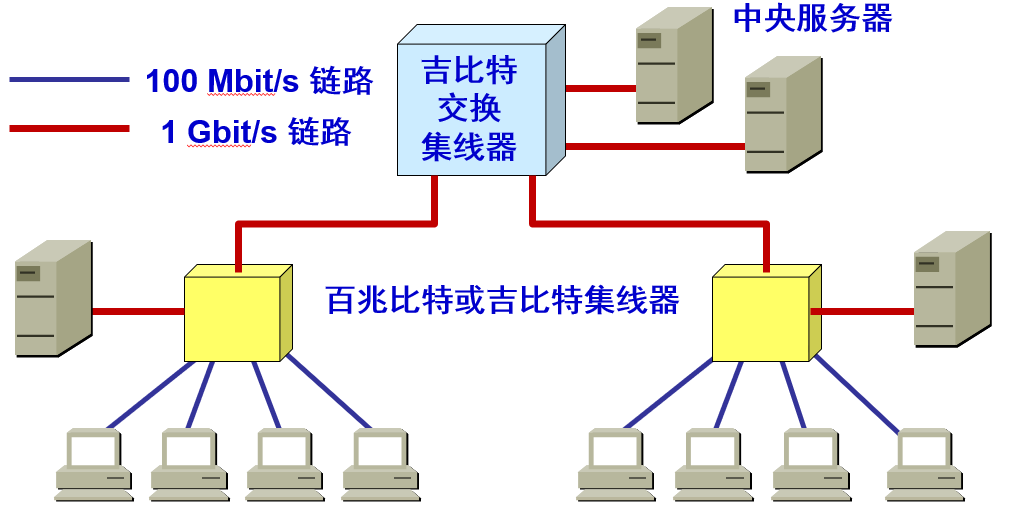 中央服务器
100 Mbit/s 链路
1 Gbit/s 链路
吉比特
交换
集线器
百兆比特或吉比特集线器